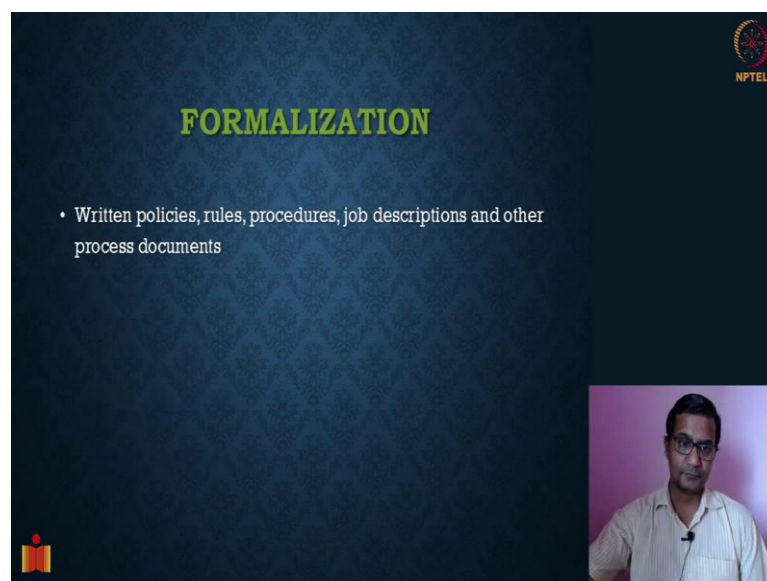 NPTEL
FORMALIZATION
• Written policies, rules, procedures, job descriptions and other
process documents